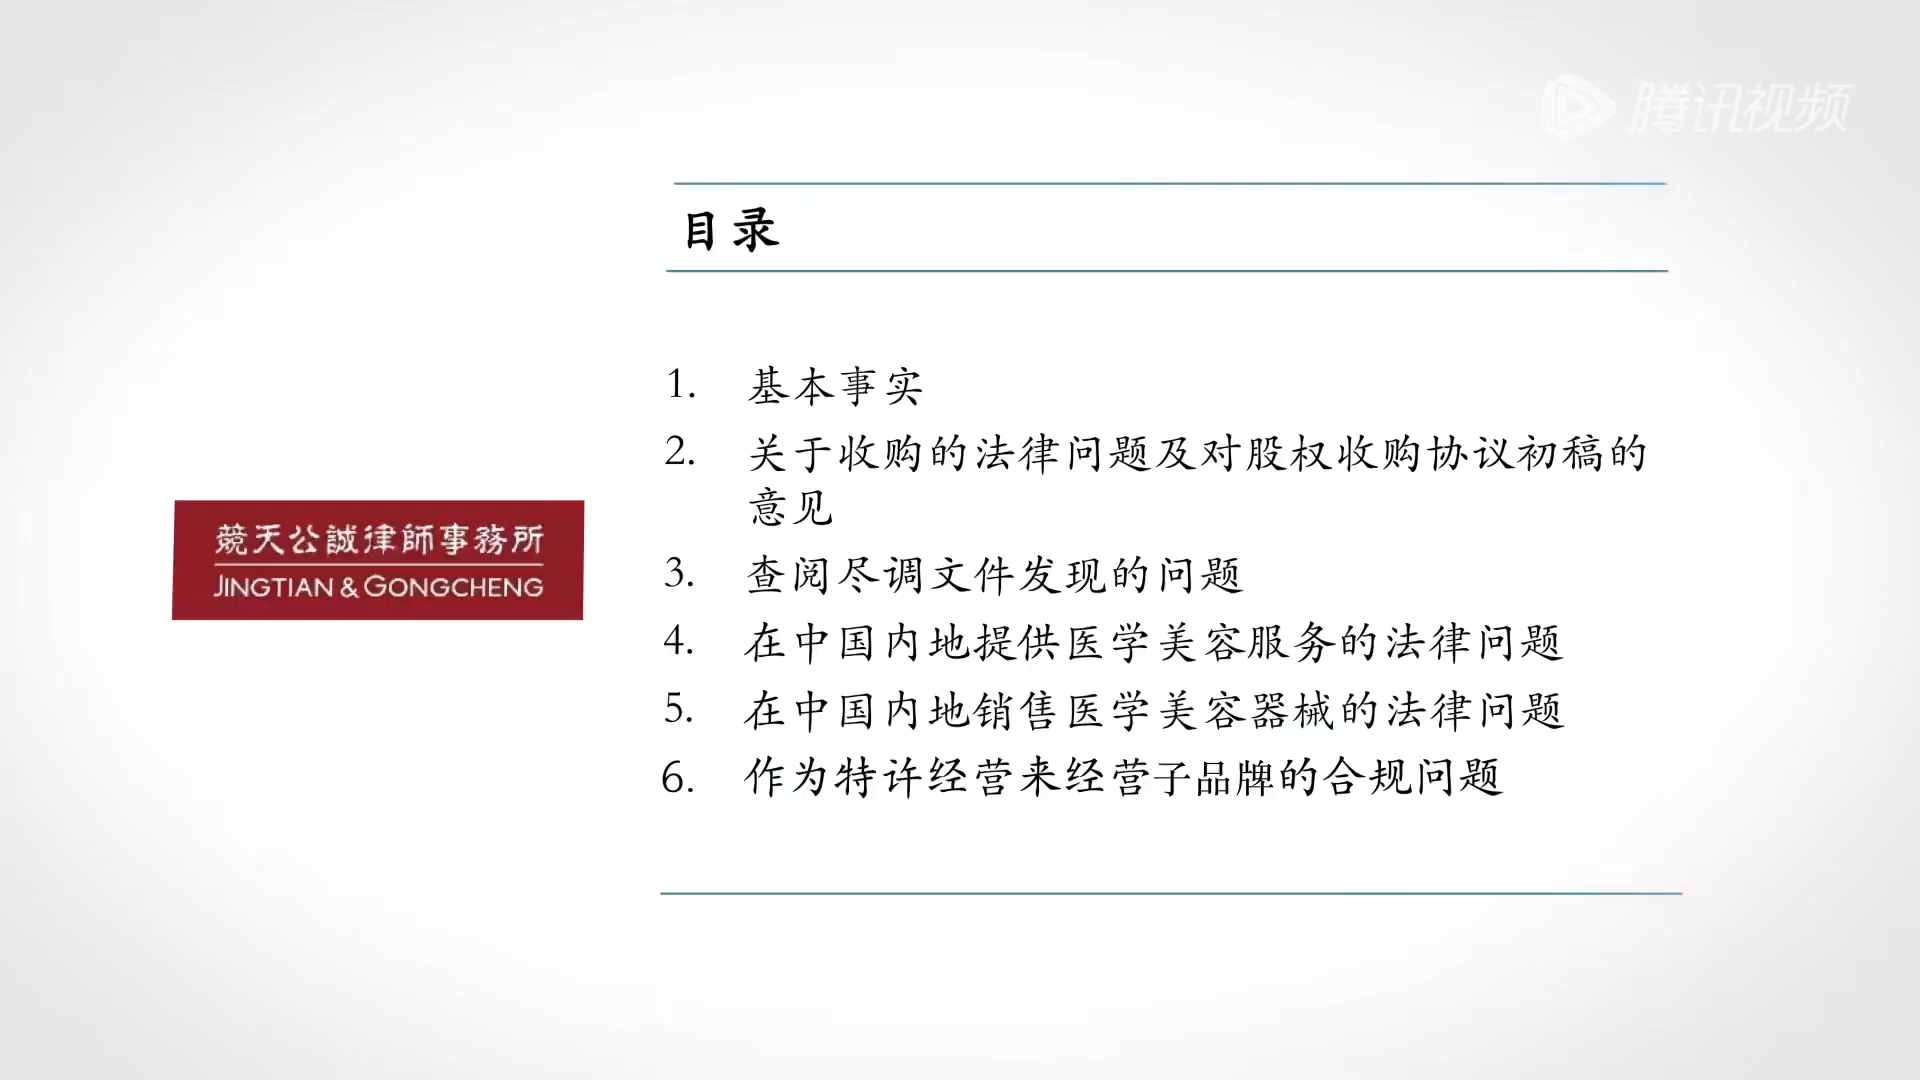 腾讯视频
目录
1. 基本事实
2. 关于收购的法律问题及对股权收购协议初稿的
意见
3. 查阅尽调文件发现的问题
4. 在中国内地提供医学美容服务的法律问题
5. 在中国内地销售医学美容器械的法律问题
6. 作为特许经营来经营子品牌的合规问题
競天公誠律師事務所
JINGTIAN & GONGCHENG